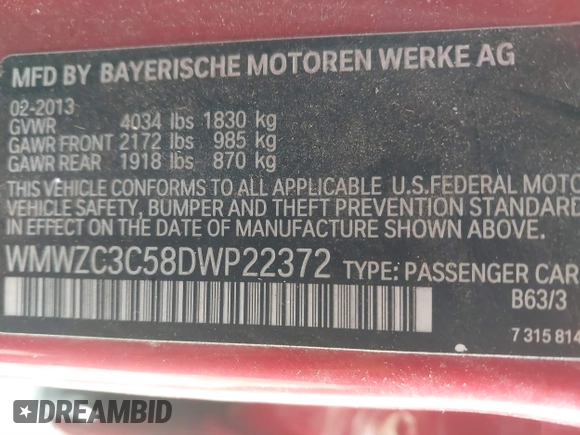 MFD BY BAYERISCHE MOTOREN WERKE AG
02-2013
GVWR 4034 lbs 1830 kg
GAWR FRONT 2172 lbs 985 kg
GAWR REAR 1918 lbs 870 kg
THIS VEHICLE CONFORMS TO ALL APPLICABLE U.S.FEDERAL MOTO
VEHICLE SAFETY, BUMPER AND THEFT PREVENTION STANDARD
IN EFFECT ON THE DATE OF MANUFACTURE SHOWN ABOVE.
WMWZC3C58DWP22372 TYPE: PASSENGER CAR
B63/3
7 315 814
DREAMBID